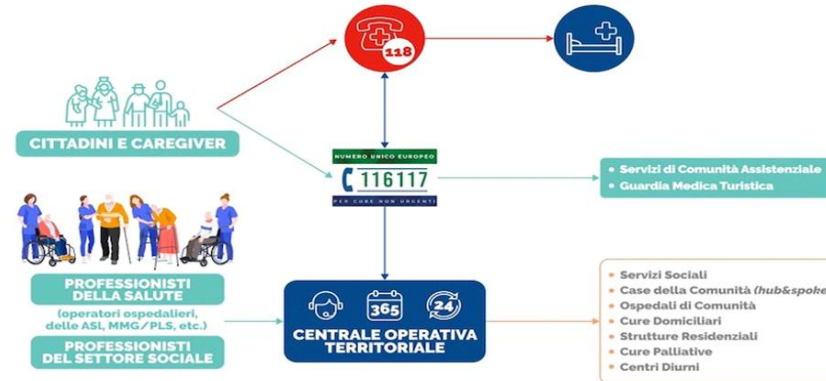 118
CITTADINI E CAREGIVER
NUMERO UNICO EUROPEO
116117
PER CURE NON URGENTI
• Servizi di Comunità Assistenziale
• Guardia Medica Turistica
PROFESSIONISTI
DELLA SALUTE
(operatori ospedalieri,
delle ASL, MMG/PLS, etc.)
PROFESSIONISTI
DEL SETTORE SOCIALE
365
24
CENTRALE OPERATIVA
TERRITORIALE
• Servizi Sociali
• Case della Comunità (hub&spoke
• Ospedali di Comunità
• Cure Domiciliari
• Strutture Residenziali
• Cure Palliative
• Centri Diurni